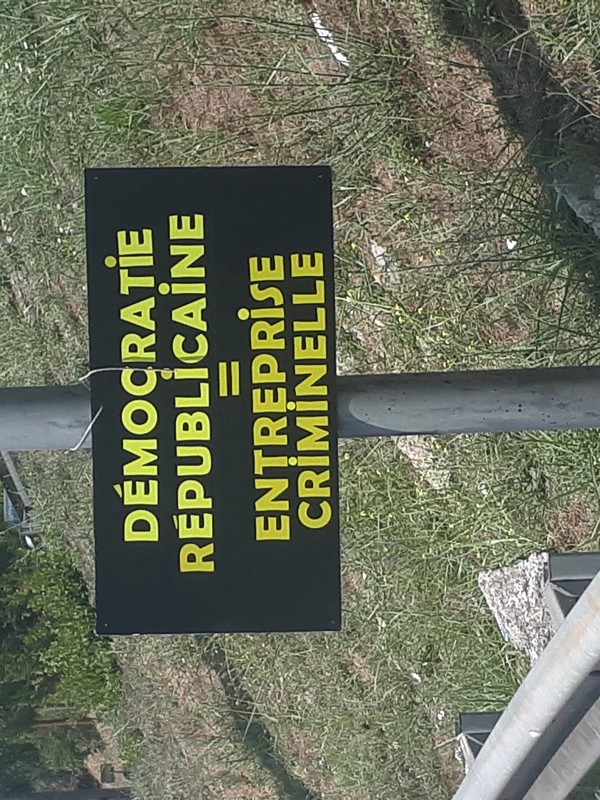 DÉMOCRATIE
RÉPUBLICAINE
=
ENTREPRISE
CRIMINELLE